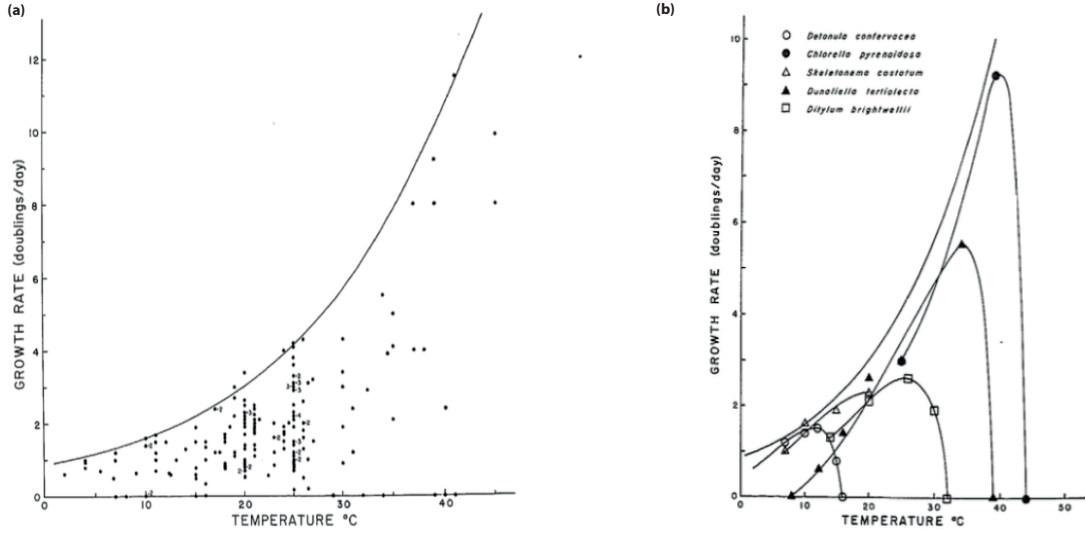 (a)
12
10
8
6
4
2
0
GROWTH RATE (doublings/day)
0
10
20
30
40
TEMPERATURE °C
(b)
Detonula confervacea
Chlorella pyrenoidosa
Skeletonema costatum
Dunaliella tertiolecta
Ditylum brightwellii
10
8
6
4
2
0
GROWTH RATE (doublings/day)
10
20
30
40
50
TEMPERATURE °C